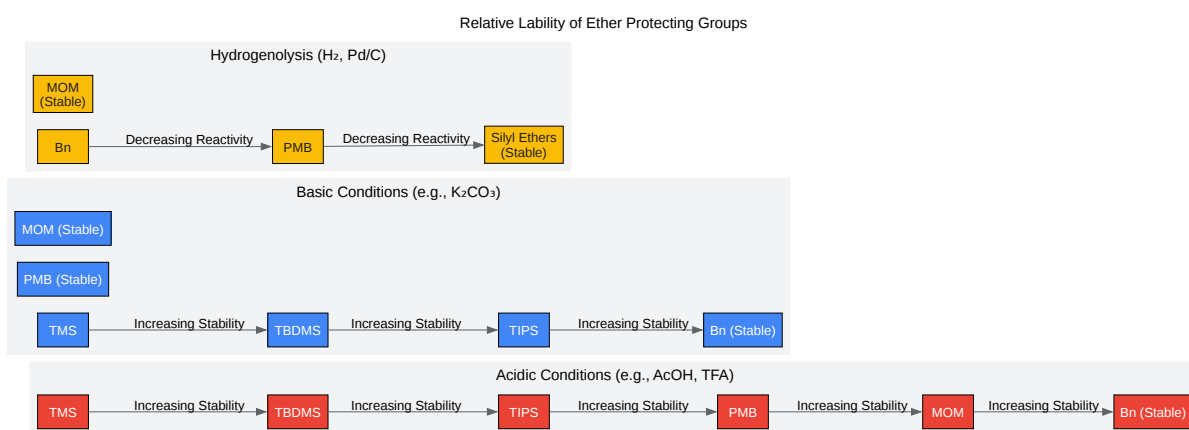 Relative Lability of Ether Protecting Groups
Hydrogenolysis (H₂, Pd/C)
MOM
(Stable)
Bn
Decreasing Reactivity
PMB
Decreasing Reactivity
Silyl Ethers
(Stable)
Basic Conditions (e.g., K₂CO₃)
MOM (Stable)
PMB (Stable)
TMS
Increasing Stability
TBDMS
Increasing Stability
TIPS
Increasing Stability
Bn (Stable)
Acidic Conditions (e.g., AcOH, TFA)
TMS
Increasing Stability
TBDMS
Increasing Stability
TIPS
Increasing Stability
PMB
Increasing Stability
MOM
Increasing Stability
Bn (Stable)